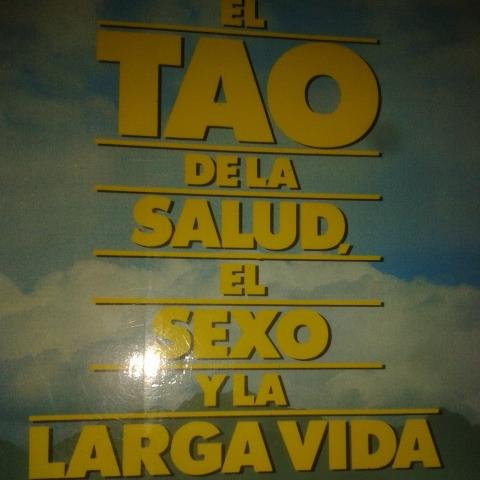 EL
TAO
DE LA
SALUD,
EL
SEXO
Y LA
LARGA VIDA